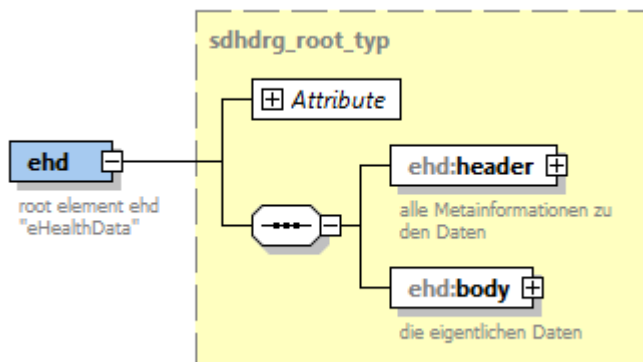 sdhdrg_root_typ
Attribute
ehd
root element ehd
"eHealthData"
ehd:header
alle Metainformationen zu
den Daten
ehd:body
die eigentlichen Daten